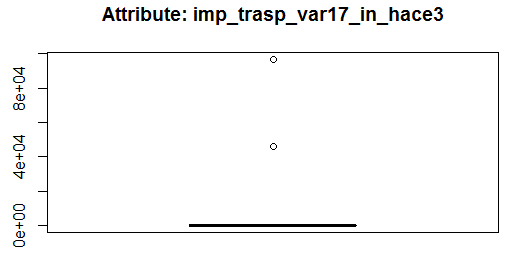 Attribute: imp_trasp_var17_in_hace3
8e+04
4e+04
0e+00